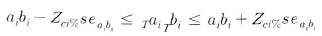 a_i b_i − Z_{ci%} se_{a_i b_i} ≤ _T a_i _T b_i ≤ a_i b_i + Z_{ci%} se_{a_i b_i}